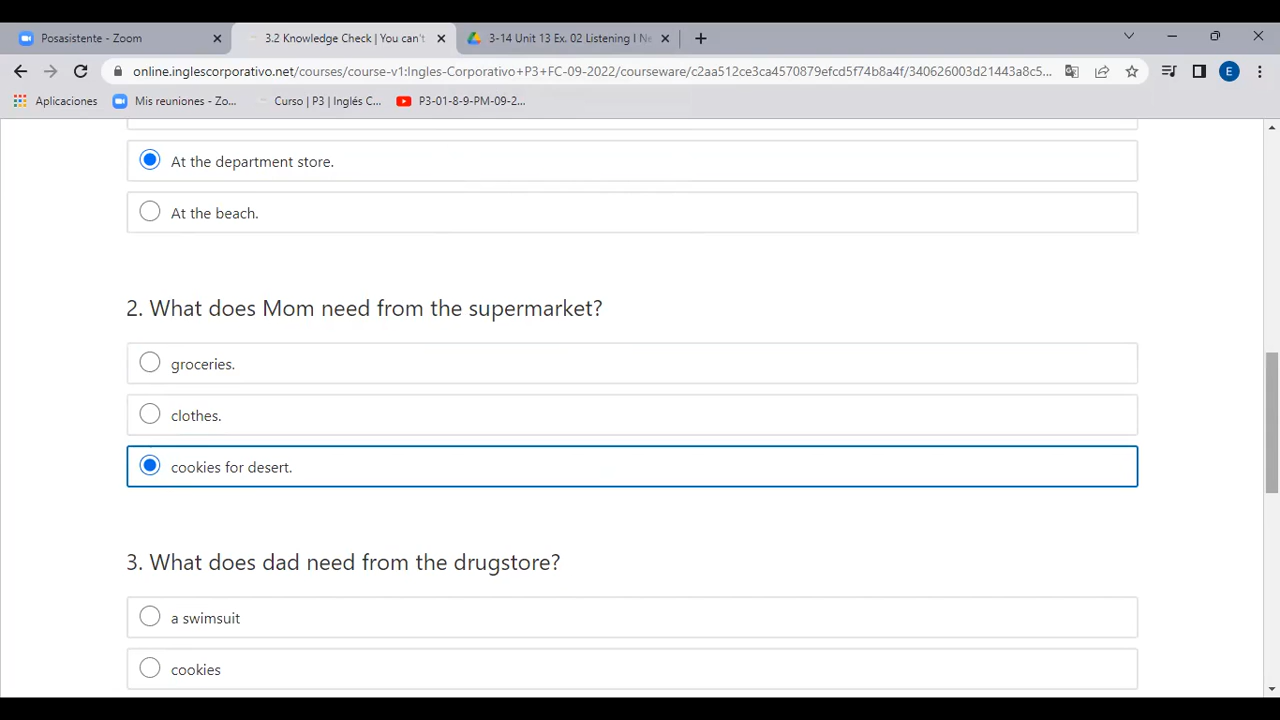 Posasistente - Zoom
3.2 Knowledge Check | You can't
3-14 Unit 13 Ex. 02 Listening I Ne
online.inglescorporativo.net/courses/course-v1:Ingles-Corporativo+P3+FC-09-2022/courseware/c2aa512ce3ca4570879efcd5f74b8a4f/340626003d21443a8c5...
E
Aplicaciones
Mis reuniones - Zo...
Curso | P3 | Inglés C...
P3-01-S-9-PM-09-2...
At the department store.
At the beach.
2. What does Mom need from the supermarket?
groceries.
clothes.
cookies for desert.
3. What does dad need from the drugstore?
a swimsuit
cookies